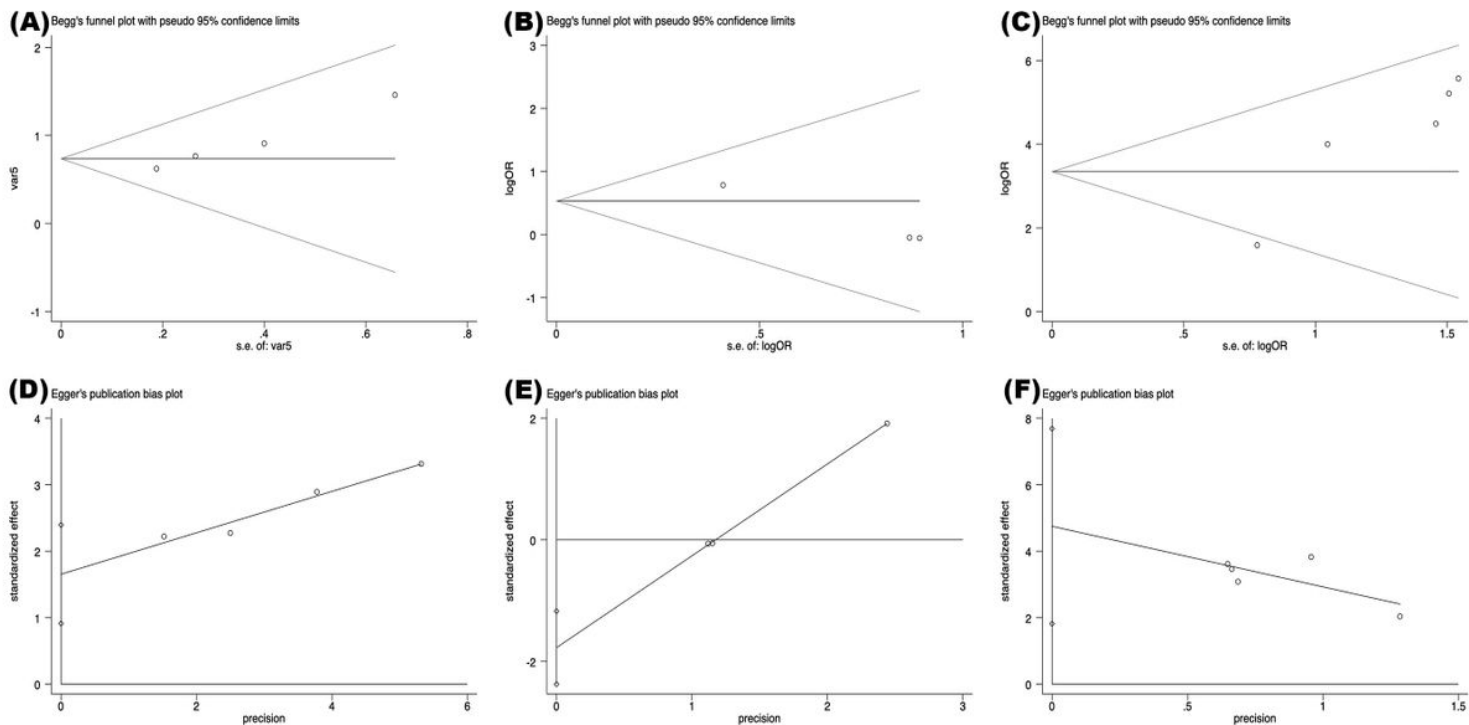 (A) Begg's funnel plot with pseudo 95% confidence limits
var5
2
1
0
-1
0 .2 .4 .6 .8
s.e. of: var5
(B) Begg's funnel plot with pseudo 95% confidence limits
logOR
3
2
1
0
-1
0 .5 1
s.e. of: logOR
(C) Begg's funnel plot with pseudo 95% confidence limits
logOR
6
4
2
0
0 .5 1 1.5
s.e. of: logOR
(D) Egger's publication bias plot
standardized effect
4
3
2
1
0
0 2 4 6
precision
(E) Egger's publication bias plot
standardized effect
2
0
-2
0 1 2 3
precision
(F) Egger's publication bias plot
standardized effect
8
6
4
2
0
0 .5 1 1.5
precision